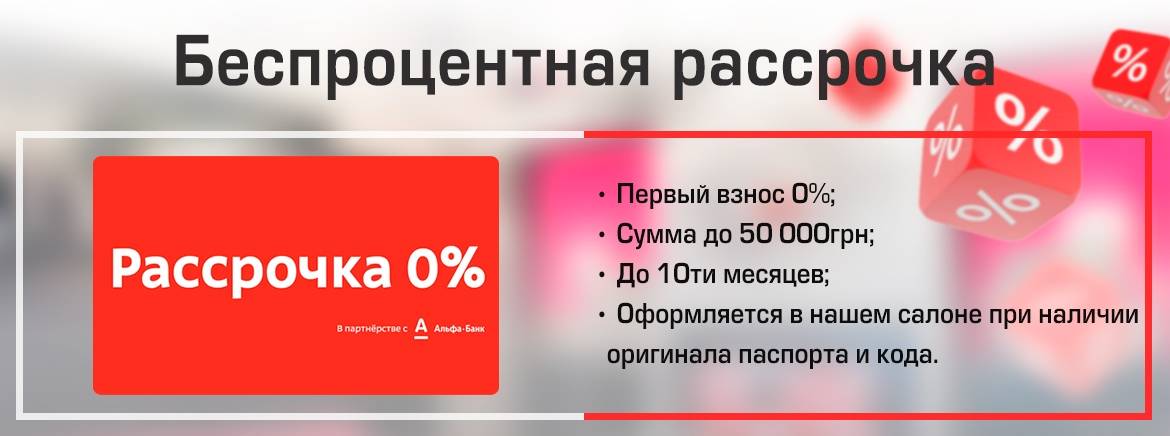 Беспроцентная рассрочка
Рассрочка 0%
В партнёрстве с А Альфа·Банк
• Первый взнос 0%;
• Сумма до 50 000грн;
• До 10ти месяцев;
• Оформляется в нашем салоне при наличии
оригинала паспорта и кода.
%
%
%
%
%